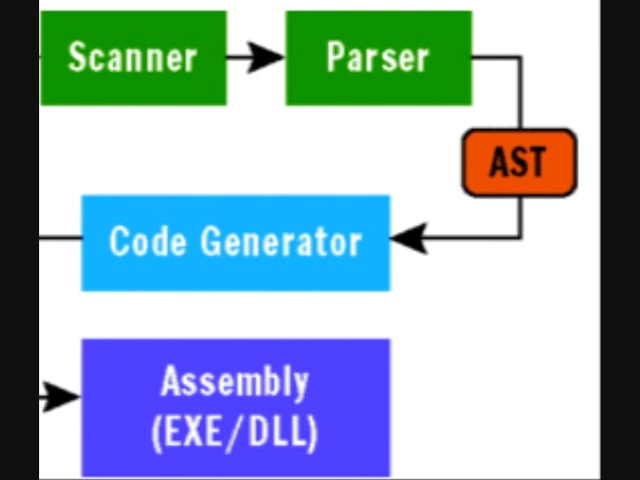 Scanner
Parser
AST
Code Generator
Assembly
(EXE/DLL)